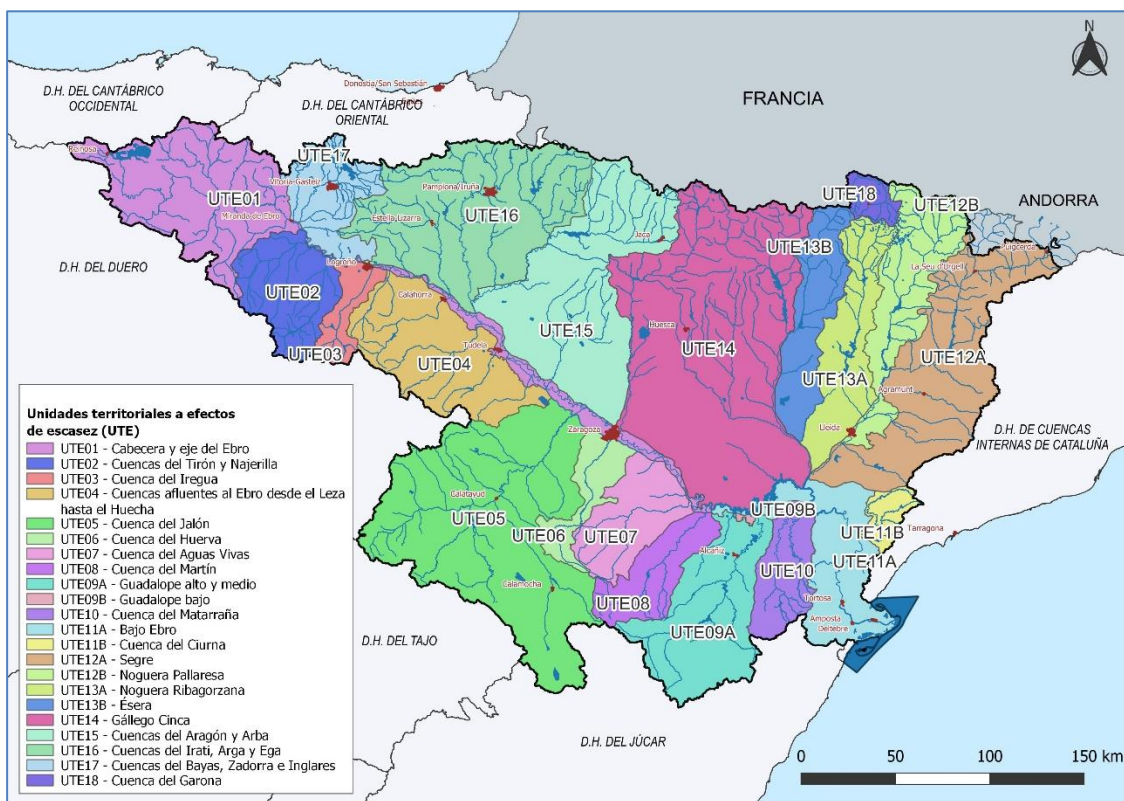 N
Donostia/San Sebastián
D.H. DEL CANTÁBRICO
OCCIDENTAL
D.H. DEL CANTÁBRICO
ORIENTAL
FRANCIA
Reinosa
UTE17
UTE18
UTE12B
ANDORRA
Vitoria-Gasteiz
Pamplona/Iruña
UTE01
Miranda de Ebro
Estella-Lizarra
UTE16
Jaca
UTE13B
Puigcerdà
La Seu d'Urgell
D.H. DEL DUERO
Logroño
UTE02
Calahorra
UTE03
UTE04
Tudela
UTE15
Huesca
UTE14
UTE13A
UTE12A
Agramunt
Lleida
Zaragoza
D.H. DE CUENCAS
INTERNAS DE CATALUÑA
Calatayud
UTE05
UTE06
UTE07
UTE09B
UTE11B
Tarragona
Alcañiz
UTE10
UTE11A
Calamocha
UTE08
UTE09A
Tortosa
Amposta
Deltebre
D.H. DEL TAJO
D.H. DEL JÚCAR
Unidades territoriales a efectos
de escasez (UTE)
UTE01 - Cabecera y eje del Ebro
UTE02 - Cuencas del Tirón y Najerilla
UTE03 - Cuenca del Iregua
UTE04 - Cuencas afluentes al Ebro desde el Leza
hasta el Huecha
UTE05 - Cuenca del Jalón
UTE06 - Cuenca del Huerva
UTE07 - Cuenca del Aguas Vivas
UTE08 - Cuenca del Martín
UTE09A - Guadalope alto y medio
UTE09B - Guadalope bajo
UTE10 - Cuenca del Matarraña
UTE11A - Bajo Ebro
UTE11B - Cuenca del Ciurna
UTE12A - Segre
UTE12B - Noguera Pallaresa
UTE13A - Noguera Ribagorzana
UTE13B - Ésera
UTE14 - Gállego Cinca
UTE15 - Cuencas del Aragón y Arba
UTE16 - Cuencas del Irati, Arga y Ega
UTE17 - Cuencas del Bayas, Zadorra e Inglares
UTE18 - Cuenca del Garona
0 50 100 150 km